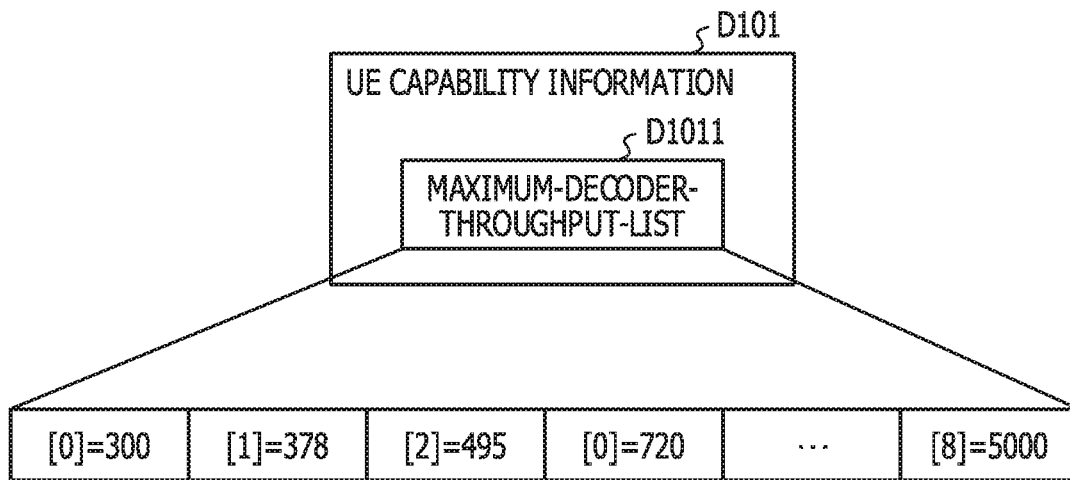 D101
UE CAPABILITY INFORMATION
D1011
MAXIMUM-DECODER-
THROUGHPUT-LIST
[0]=300 [1]=378 [2]=495 [0]=720 ... [8]=5000